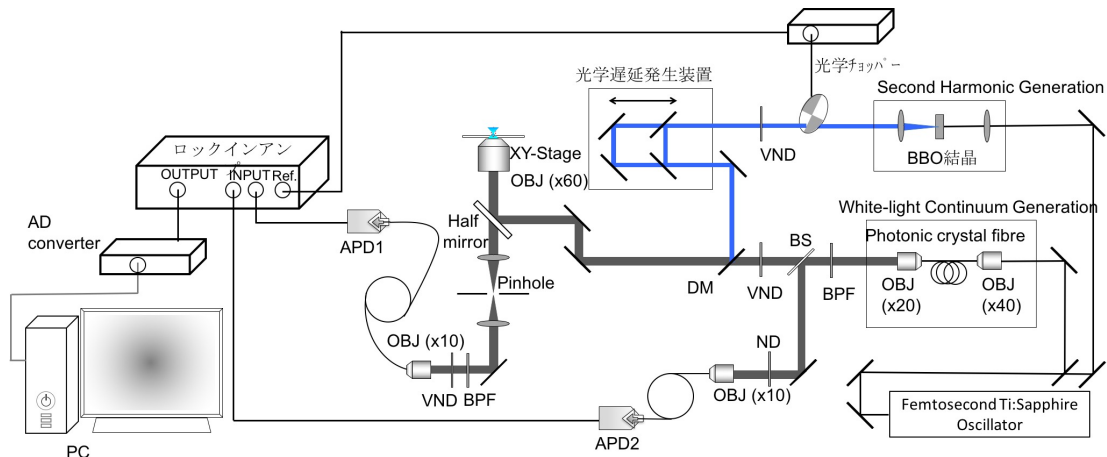 光学ﾁｮｯﾊﾟｰ
光学遅延発生装置
Second Harmonic Generation
BBO結晶
VND
ロックインアン
プ
OUTPUT
INPUT
Ref.
XY-Stage
OBJ (x60)
Half
mirror
APD1
AD
converter
White-light Continuum Generation
Photonic crystal fibre
OBJ
(x20)
OBJ
(x40)
BS
DM
VND
BPF
Pinhole
OBJ (x10)
VND
BPF
ND
OBJ (x10)
APD2
Femtosecond Ti:Sapphire
Oscillator
PC